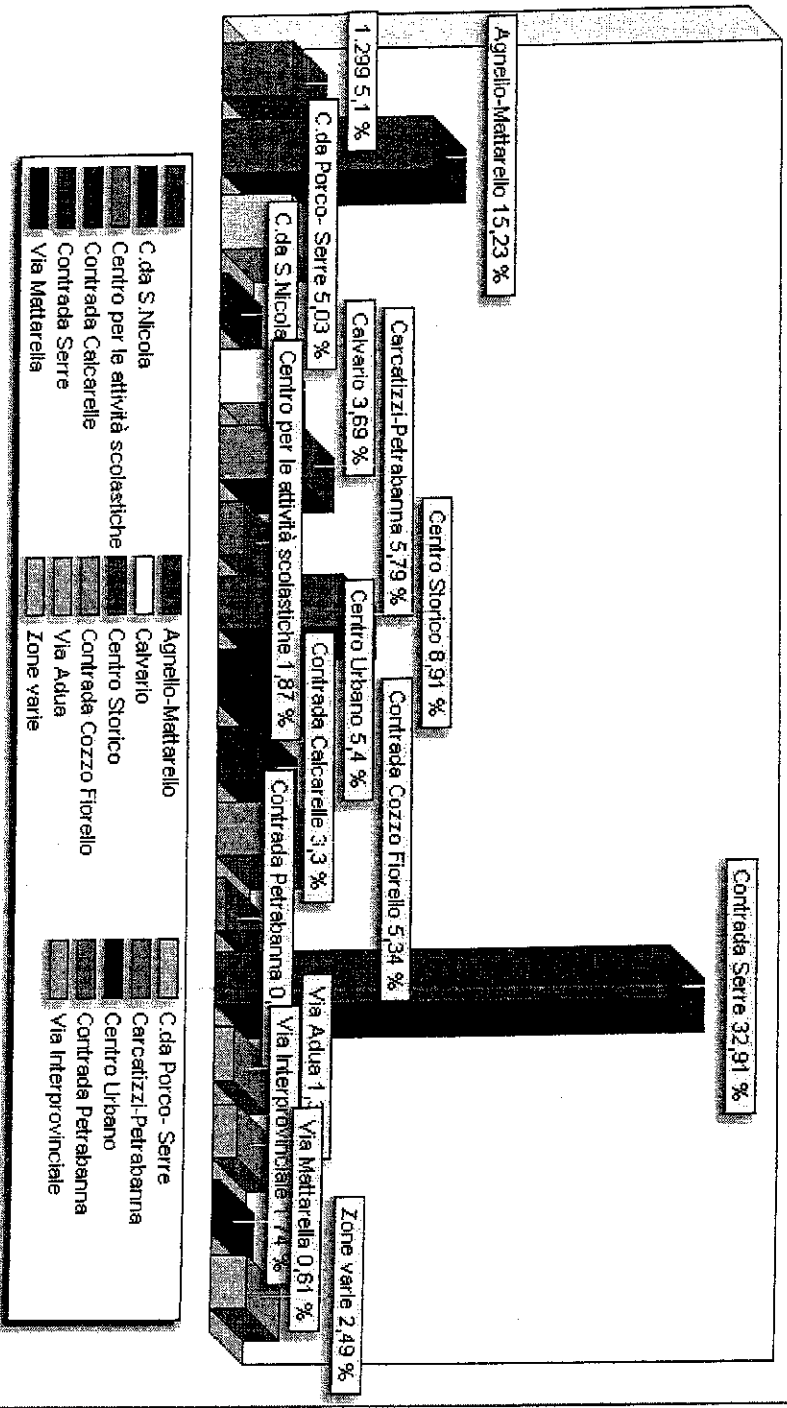 Agnello-Mattarello 15,23 %
1.299 5,1 %
C.da Porco- Serre 5,03 %
C.da S.Nicola
Calvario 3,69 %
Carcatizzi-Petrabanna 5,79 %
Centro per le attività scolastiche 1,87 %
Centro Storico 8,91 %
Centro Urbano 5,4 %
Contrada Calcarelle 3,3 %
Contrada Cozzo Fiorello 5,34 %
Contrada Petrabanna 0
Contrada Serre 32,91 %
Via Adua 1
Via Interprovinciale 1,74 %
Via Mattarella 0,61 %
Zone varie 2,49 %
Agnello-Mattarello
C.da Porco- Serre
C.da S.Nicola
Calvario
Carcatizzi-Petrabanna
Centro per le attività scolastiche
Centro Storico
Centro Urbano
Contrada Calcarelle
Contrada Cozzo Fiorello
Contrada Petrabanna
Contrada Serre
Via Adua
Via Interprovinciale
Via Mattarella
Zone varie